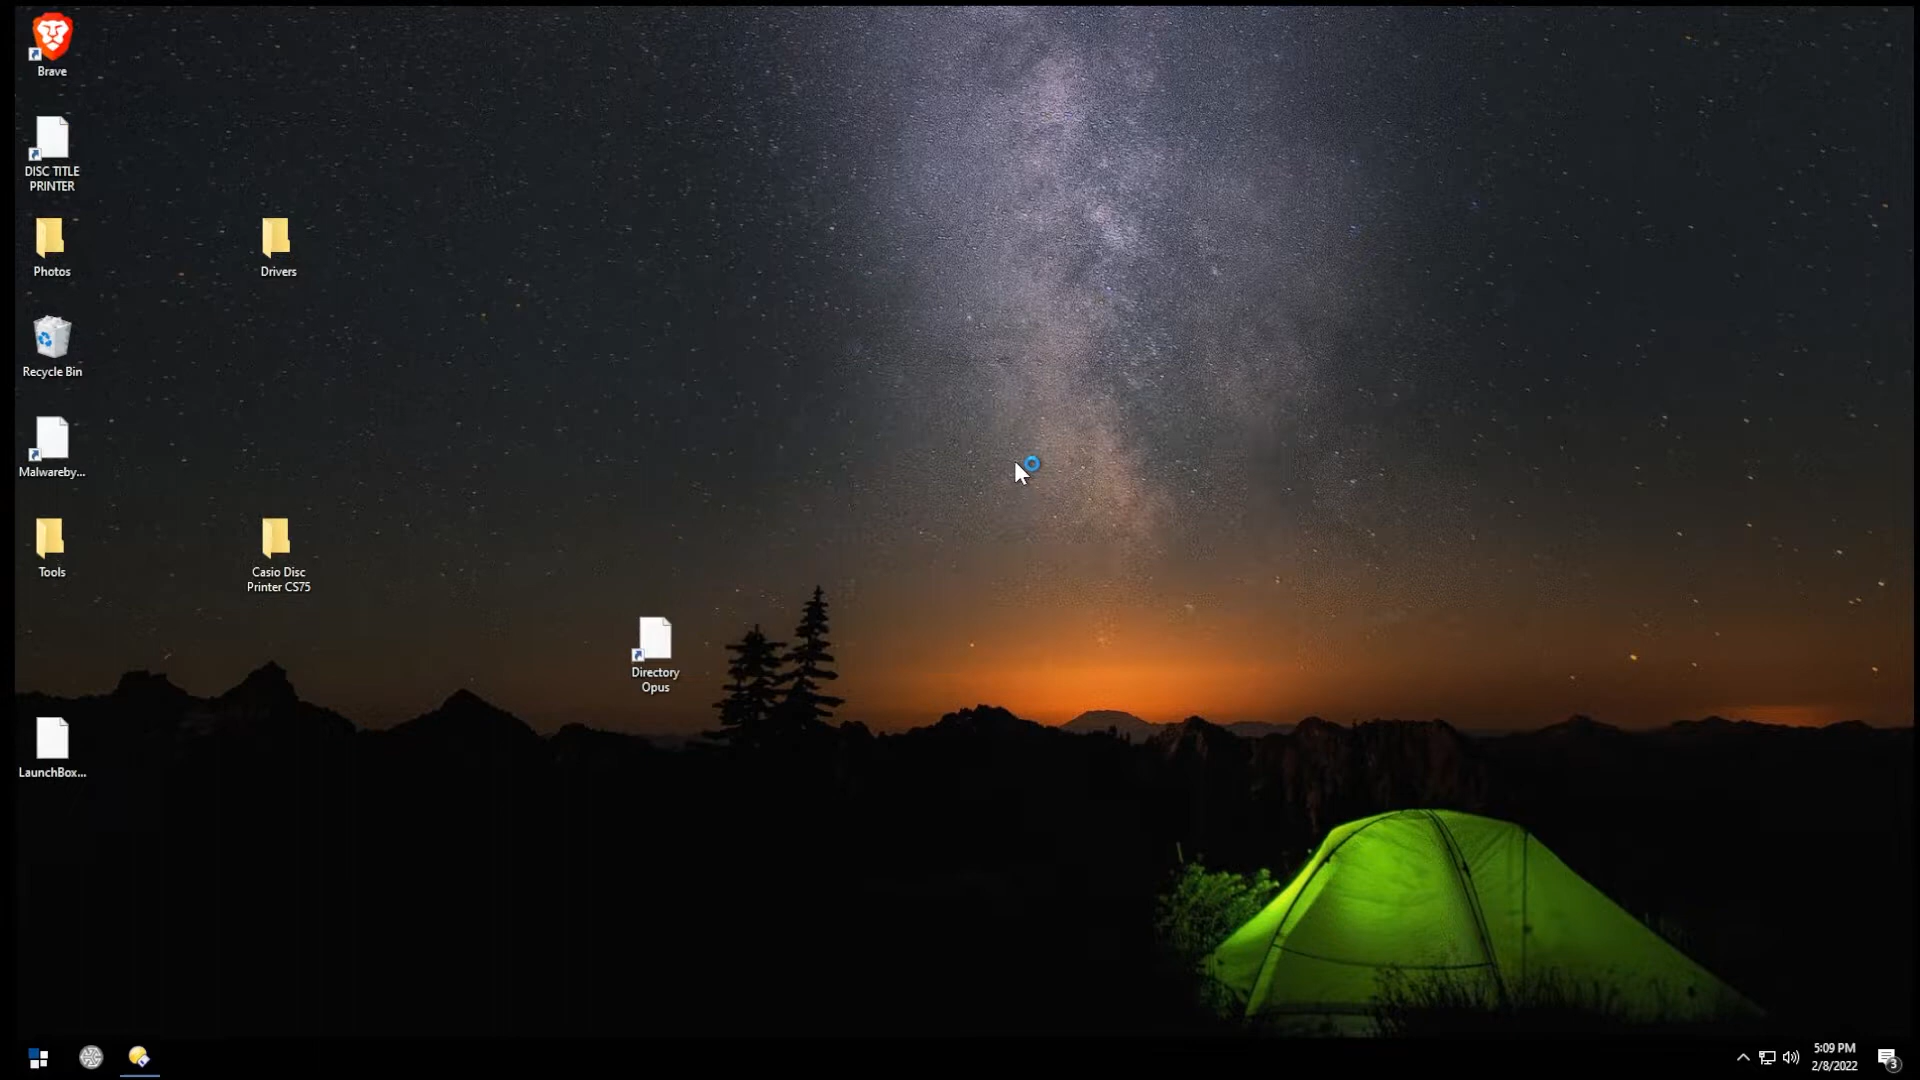 Brave
DISC TITLE
PRINTER
Photos
Drivers
Recycle Bin
Malwareby...
Tools
Casio Disc
Printer CS75
Directory
Opus
LaunchBox...
5:09 PM
2/8/2022
3